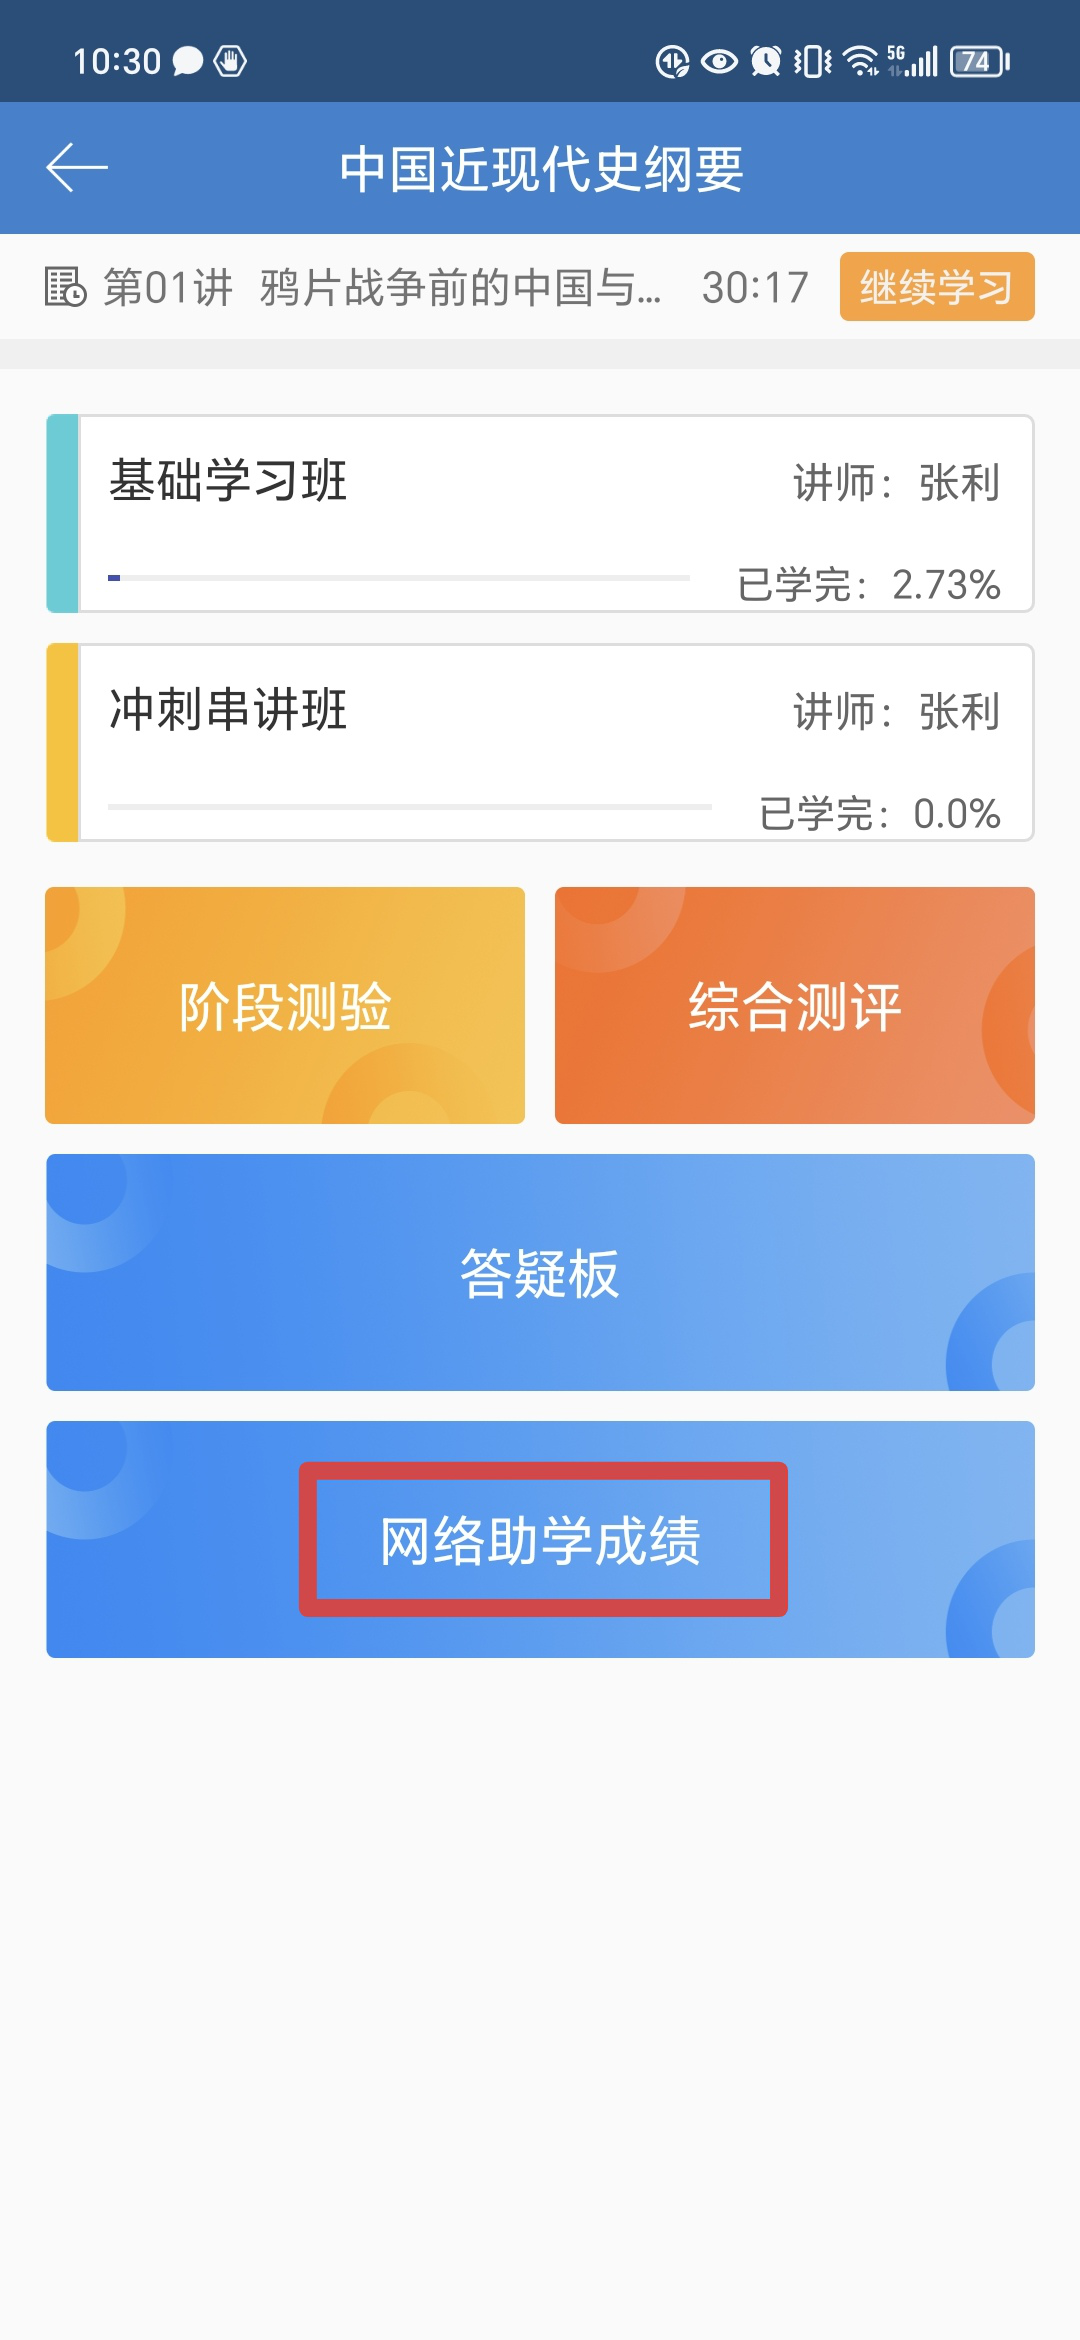 10:30 5G 74
中国近现代史纲要
第01讲 鸦片战争前的中国与... 30:17 继续学习
基础学习班 讲师：张利
已学完：2.73%
冲刺串讲班 讲师：张利
已学完：0.0%
阶段测验 综合测评
答疑板
网络助学成绩